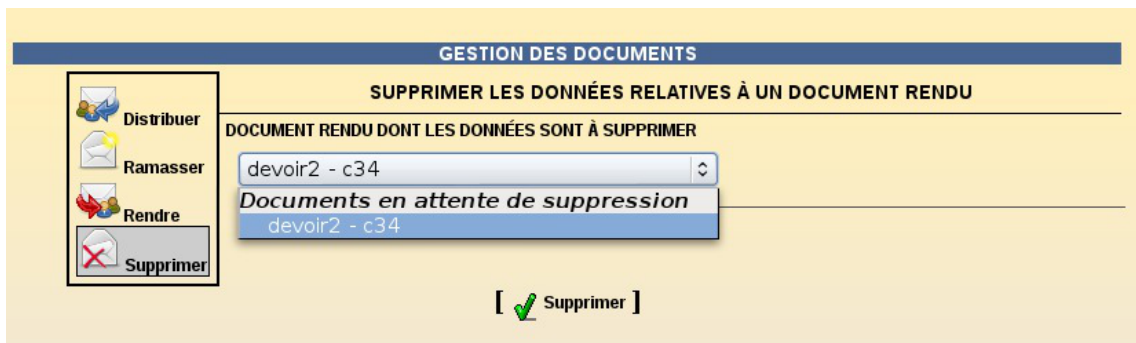 GESTION DES DOCUMENTS
SUPPRIMER LES DONNÉES RELATIVES À UN DOCUMENT RENDU
Distribuer
Ramasser
Rendre
Supprimer
DOCUMENT RENDU DONT LES DONNÉES SONT À SUPPRIMER
devoir2 - c34
Documents en attente de suppression
devoir2 - c34
[ Supprimer ]